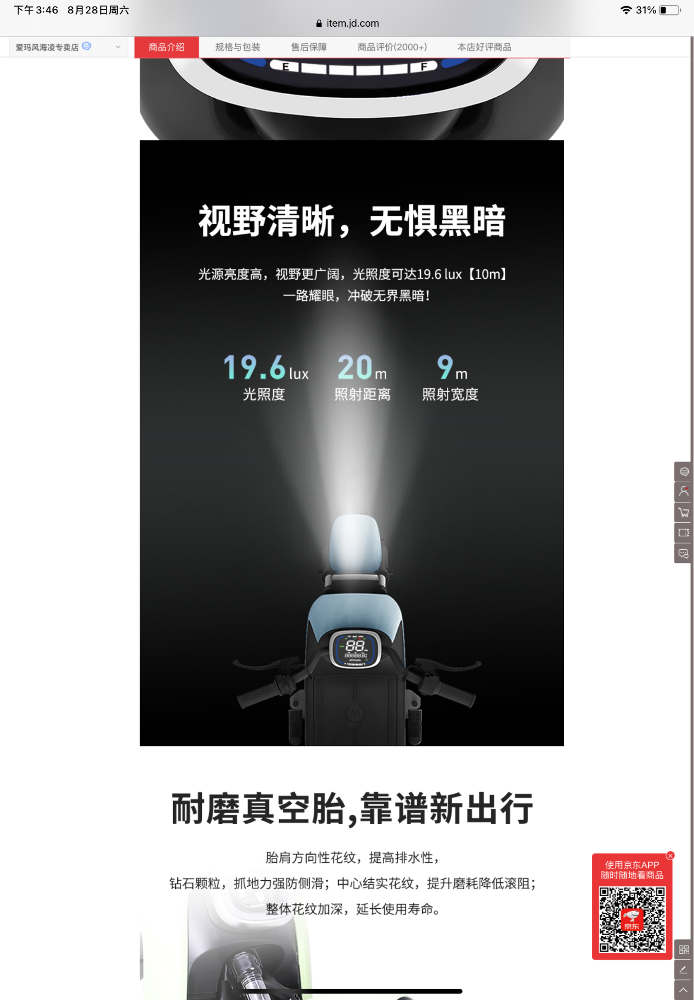 下午3:46 8月28日周六
31%
item.jd.com
爱玛风海凌专卖店
商品介绍 规格与包装 售后保障 商品评价(2000+) 本店好评商品
E F
视野清晰，无惧黑暗
光源亮度高，视野更广阔，光照度可达19.6 lux【10m】
一路耀眼，冲破无界黑暗！
19.6 lux 20 m 9 m
光照度 照射距离 照射宽度
88
耐磨真空胎,靠谱新出行
胎肩方向性花纹，提高排水性，
钻石颗粒，抓地力强防侧滑；中心结实花纹，提升磨耗降低滚阻；
整体花纹加深，延长使用寿命。
使用京东APP
随时随地看商品
京东